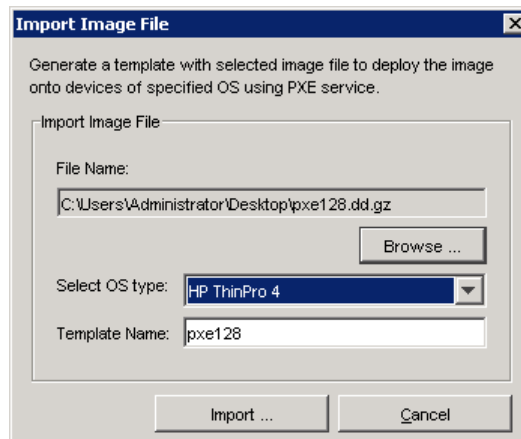 Import Image File
Generate a template with selected image file to deploy the image
onto devices of specified OS using PXE service.
Import Image File
File Name:
C:\Users\Administrator\Desktop\pxe128.dd.gz
Browse ...
Select OS type:
HP ThinPro 4
Template Name:
pxe128
Import ...
Cancel